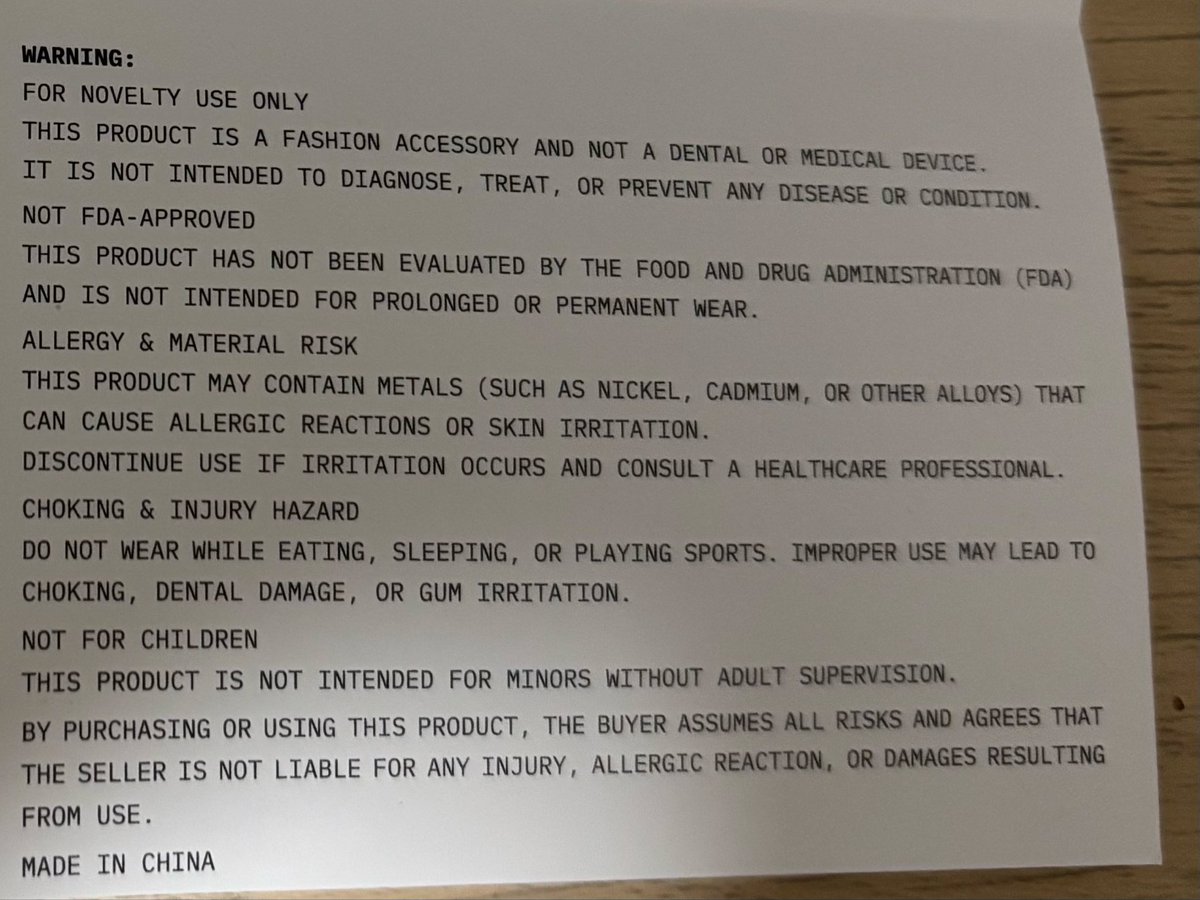 WARNING:
FOR NOVELTY USE ONLY
THIS PRODUCT IS A FASHION ACCESSORY AND NOT A DENTAL OR MEDICAL DEVICE.
IT IS NOT INTENDED TO DIAGNOSE, TREAT, OR PREVENT ANY DISEASE OR CONDITION.
NOT FDA-APPROVED
THIS PRODUCT HAS NOT BEEN EVALUATED BY THE FOOD AND DRUG ADMINISTRATION (FDA)
AND IS NOT INTENDED FOR PROLONGED OR PERMANENT WEAR.
ALLERGY & MATERIAL RISK
THIS PRODUCT MAY CONTAIN METALS (SUCH AS NICKEL, CADMIUM, OR OTHER ALLOYS) THAT
CAN CAUSE ALLERGIC REACTIONS OR SKIN IRRITATION.
DISCONTINUE USE IF IRRITATION OCCURS AND CONSULT A HEALTHCARE PROFESSIONAL.
CHOKING & INJURY HAZARD
DO NOT WEAR WHILE EATING, SLEEPING, OR PLAYING SPORTS. IMPROPER USE MAY LEAD TO
CHOKING, DENTAL DAMAGE, OR GUM IRRITATION.
NOT FOR CHILDREN
THIS PRODUCT IS NOT INTENDED FOR MINORS WITHOUT ADULT SUPERVISION.
BY PURCHASING OR USING THIS PRODUCT, THE BUYER ASSUMES ALL RISKS AND AGREES THAT
THE SELLER IS NOT LIABLE FOR ANY INJURY, ALLERGIC REACTION, OR DAMAGES RESULTING
FROM USE.
MADE IN CHINA